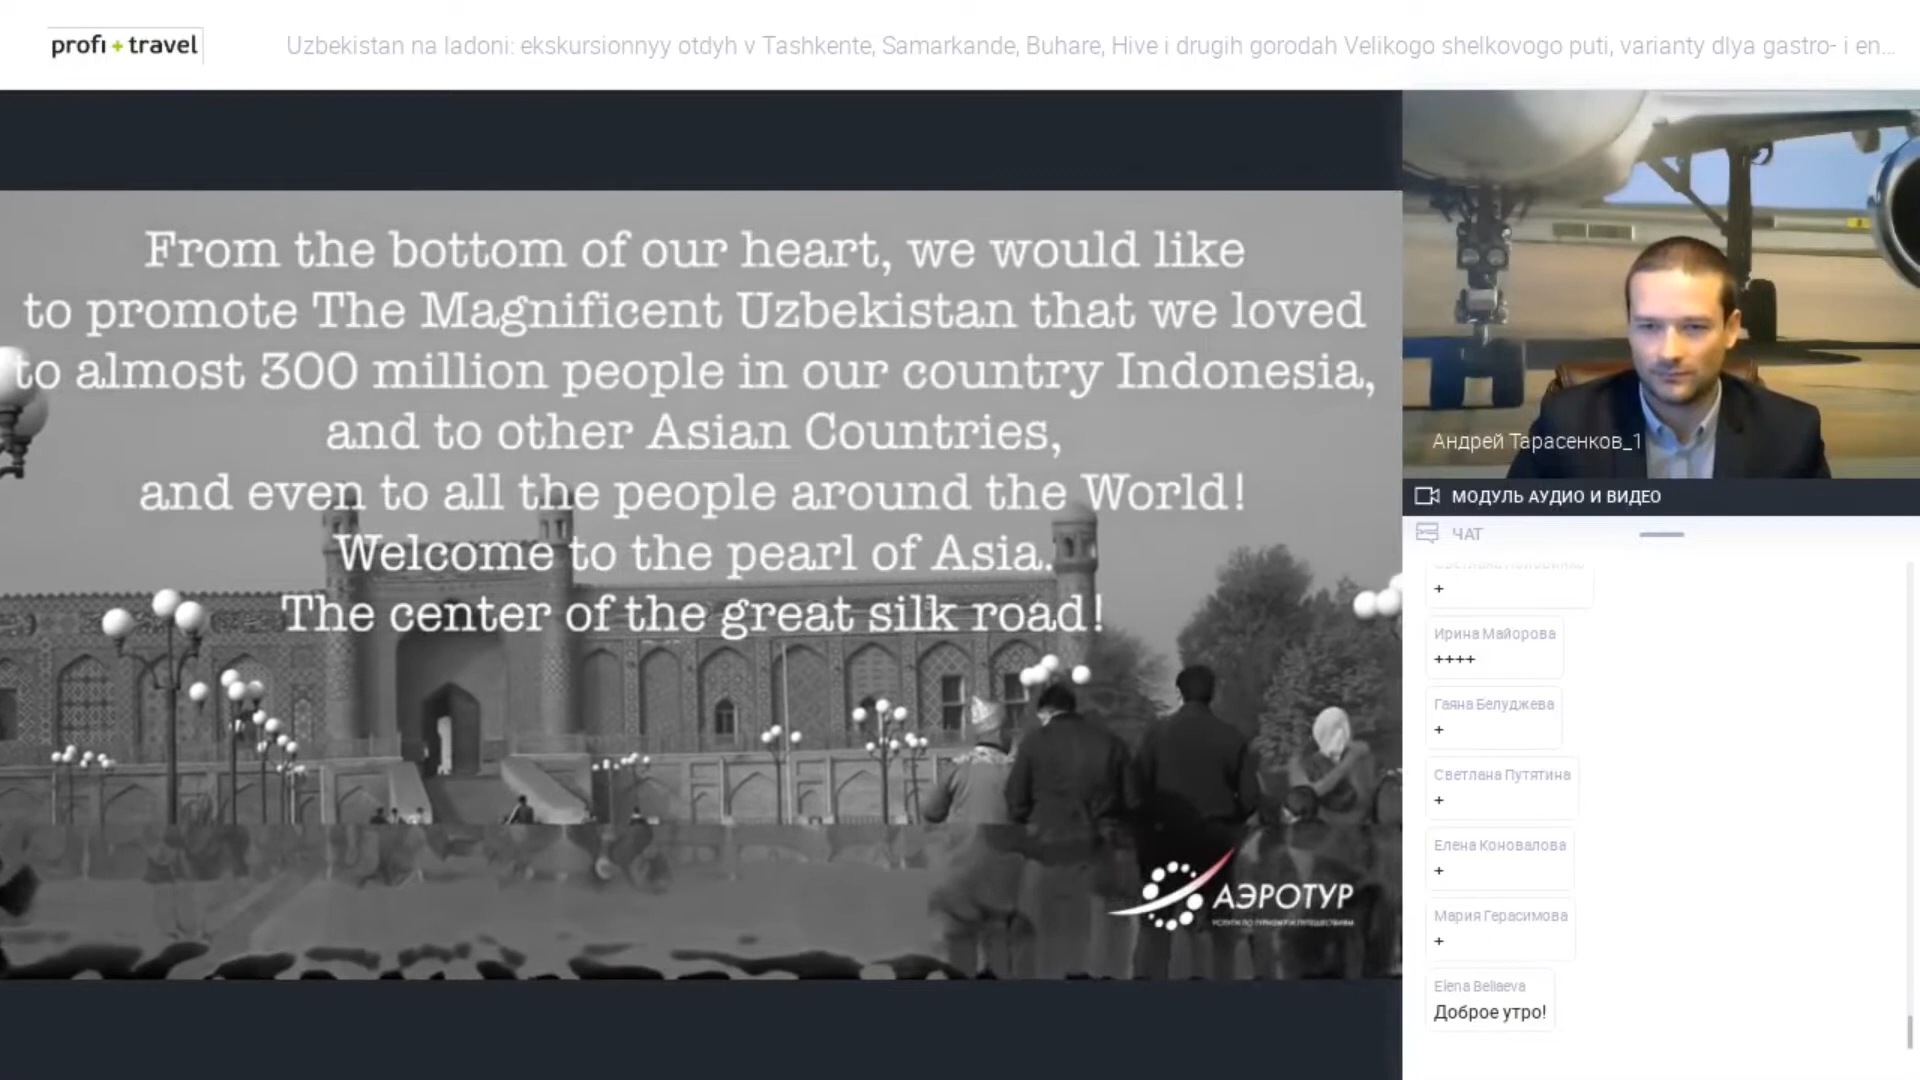 profi + travel
Uzbekistan na ladoni: ekskursionnyy otdyh v Tashkente, Samarkande, Buhare, Hive i drugih gorodah Velikogo shelkovogo puti, varianty dlya gastro- i en...
From the bottom of our heart, we would like
to promote The Magnificent Uzbekistan that we loved
to almost 300 million people in our country Indonesia,
and to other Asian Countries,
and even to all the people around the World!
Welcome to the pearl of Asia.
The center of the great silk road!
АЭРОТУР
УСЛУГИ ПО ТУРИЗМУ И ПУТЕШЕСТВИЯМ
Андрей Тарасенков_1
МОДУЛЬ АУДИО И ВИДЕО
ЧАТ
+
Ирина Майорова
++++
Гаяна Белуджева
+
Светлана Путятина
+
Елена Коновалова
+
Мария Герасимова
+
Elena Beliaeva
Доброе утро!